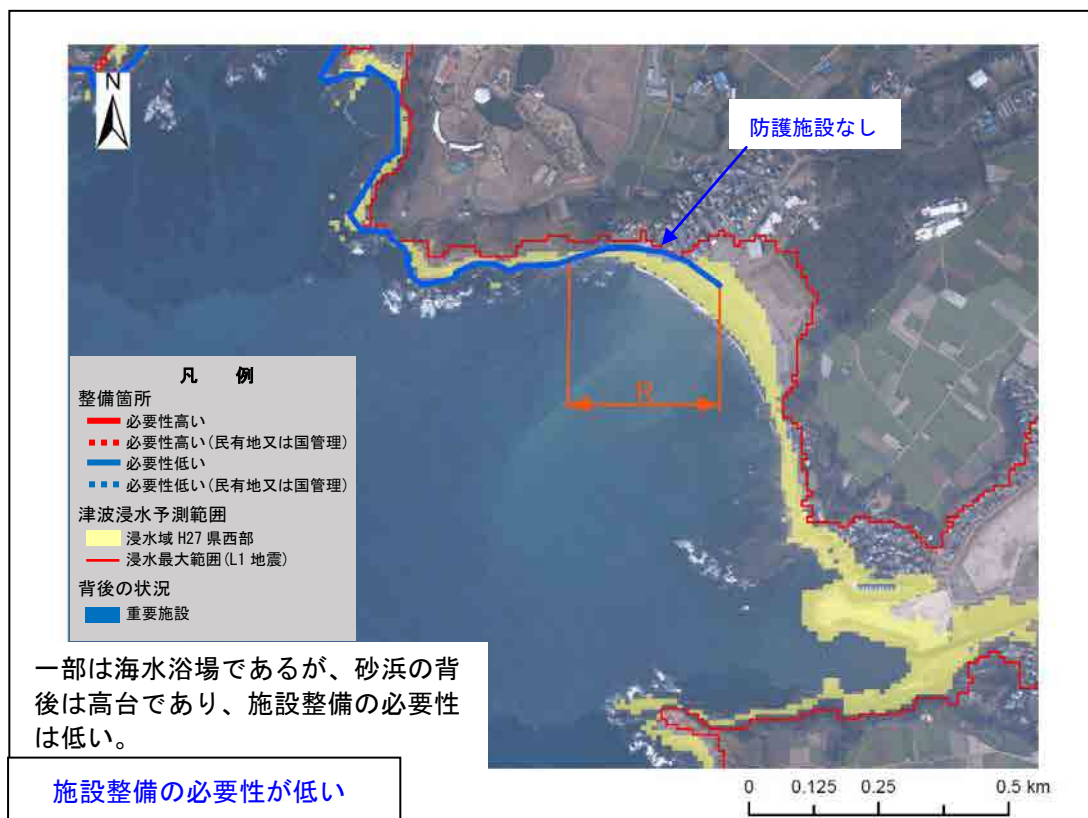 N
防護施設なし
R
凡 例
整備箇所
必要性高い
必要性高い(民有地又は国管理)
必要性低い
必要性低い(民有地又は国管理)
津波浸水予測範囲
浸水域 H27 県西部
浸水最大範囲(L1 地震)
背後の状況
重要施設
一部は海水浴場であるが、砂浜の背
後は高台であり、施設整備の必要性
は低い。
施設整備の必要性が低い
0 0.125 0.25 0.5 km